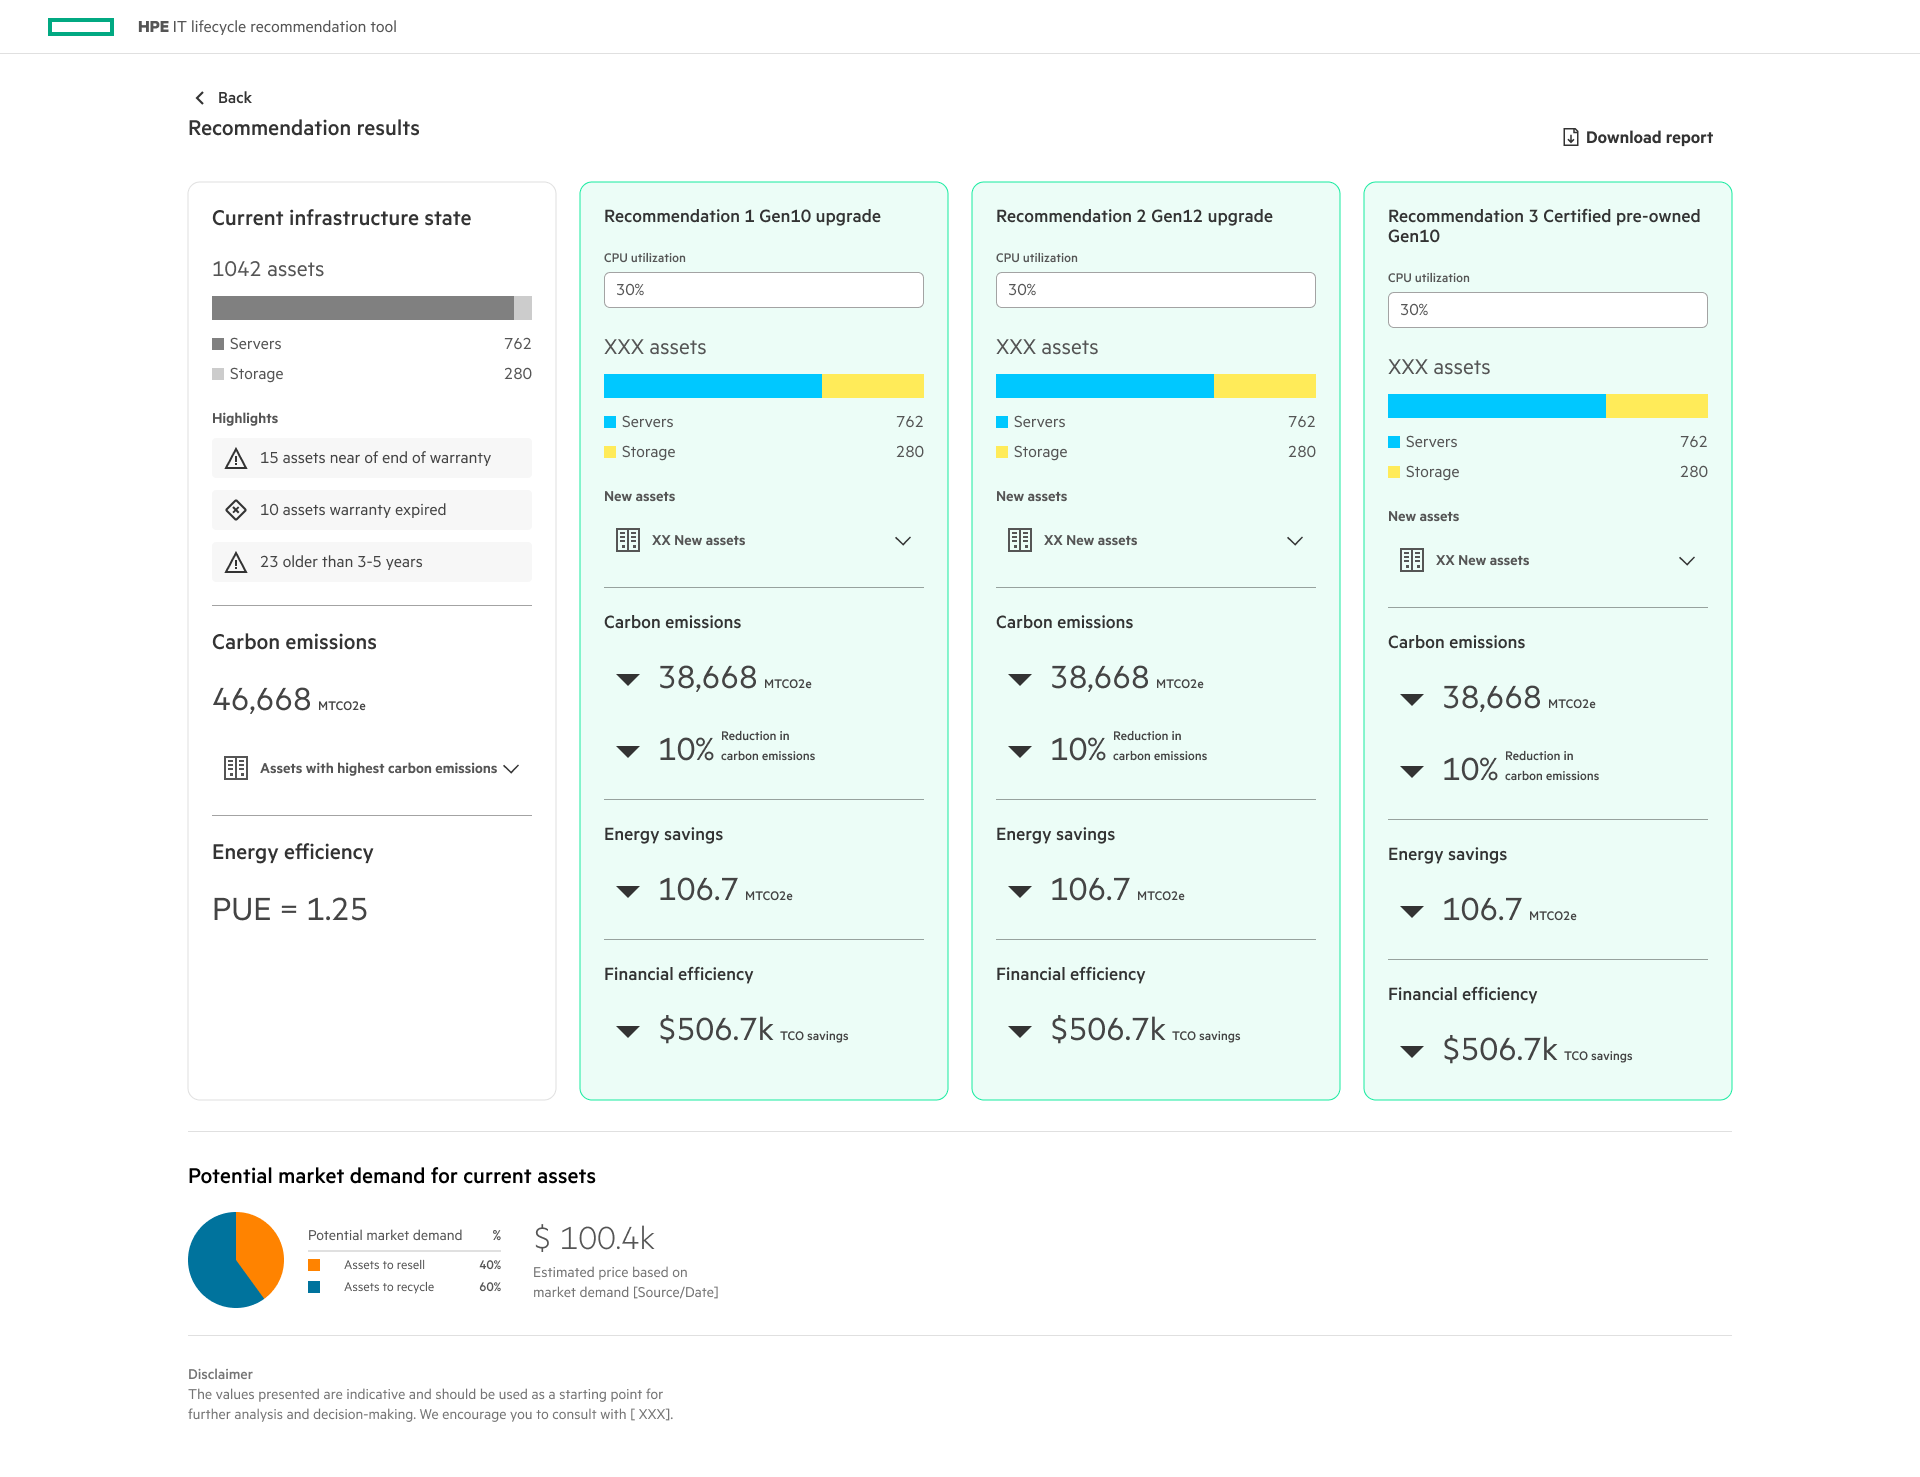 HPE IT lifecycle recommendation tool
Back
Recommendation results
Download report
Current infrastructure state
1042 assets
Servers 762
Storage 280
Highlights
15 assets near of end of warranty
10 assets warranty expired
23 older than 3-5 years
Carbon emissions
46,668 MTCO2e
Assets with highest carbon emissions
Energy efficiency
PUE = 1.25
Recommendation 1 Gen10 upgrade
CPU utilization
30%
XXX assets
Servers 762
Storage 280
New assets
XX New assets
Carbon emissions
38,668 MTCO2e
10% Reduction in
carbon emissions
Energy savings
106.7 MTCO2e
Financial efficiency
$506.7k TCO savings
Recommendation 2 Gen12 upgrade
CPU utilization
30%
XXX assets
Servers 762
Storage 280
New assets
XX New assets
Carbon emissions
38,668 MTCO2e
10% Reduction in
carbon emissions
Energy savings
106.7 MTCO2e
Financial efficiency
$506.7k TCO savings
Recommendation 3 Certified pre-owned
Gen10
CPU utilization
30%
XXX assets
Servers 762
Storage 280
New assets
XX New assets
Carbon emissions
38,668 MTCO2e
10% Reduction in
carbon emissions
Energy savings
106.7 MTCO2e
Financial efficiency
$506.7k TCO savings
Potential market demand for current assets
Potential market demand %
Assets to resell 40%
Assets to recycle 60%
$ 100.4k
Estimated price based on
market demand [Source/Date]
Disclaimer
The values presented are indicative and should be used as a starting point for
further analysis and decision-making. We encourage you to consult with [ XXX].